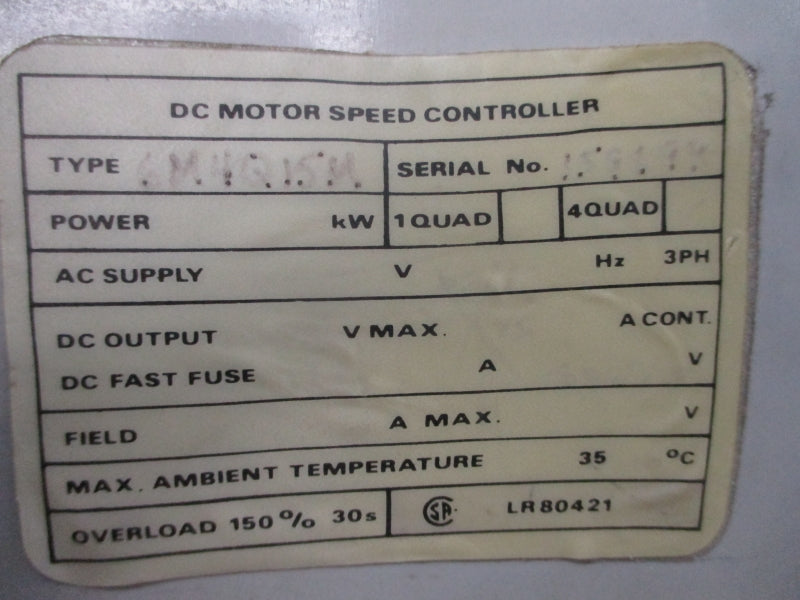 DC MOTOR SPEED CONTROLLER
TYPE SERIAL No.
POWER kW 1QUAD 4QUAD
AC SUPPLY V Hz 3PH
DC OUTPUT V MAX. A CONT.
DC FAST FUSE A V
FIELD A MAX. V
MAX. AMBIENT TEMPERATURE 35 °C
OVERLOAD 150% 30s SA LR80421